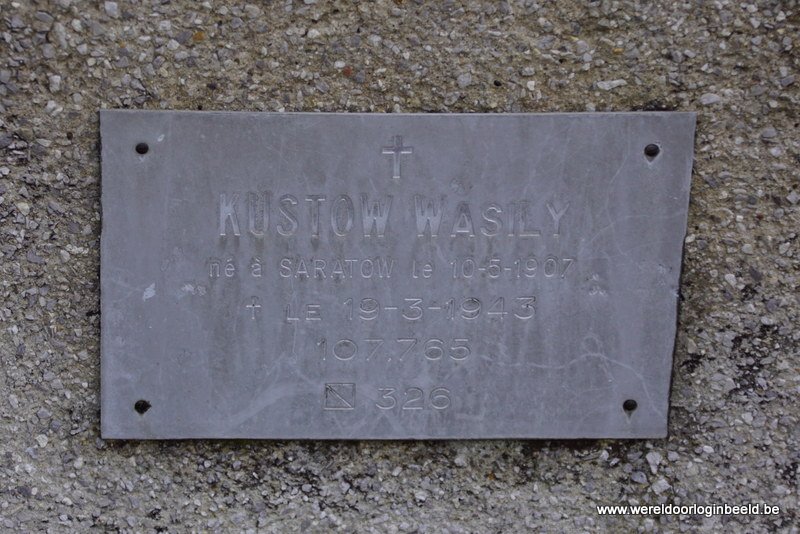 KUSTOW WASILY
né à SARATOW le 10-5-1907
LE 19-3-1943
107.765
326
www.wereldoorloginbeeld.be